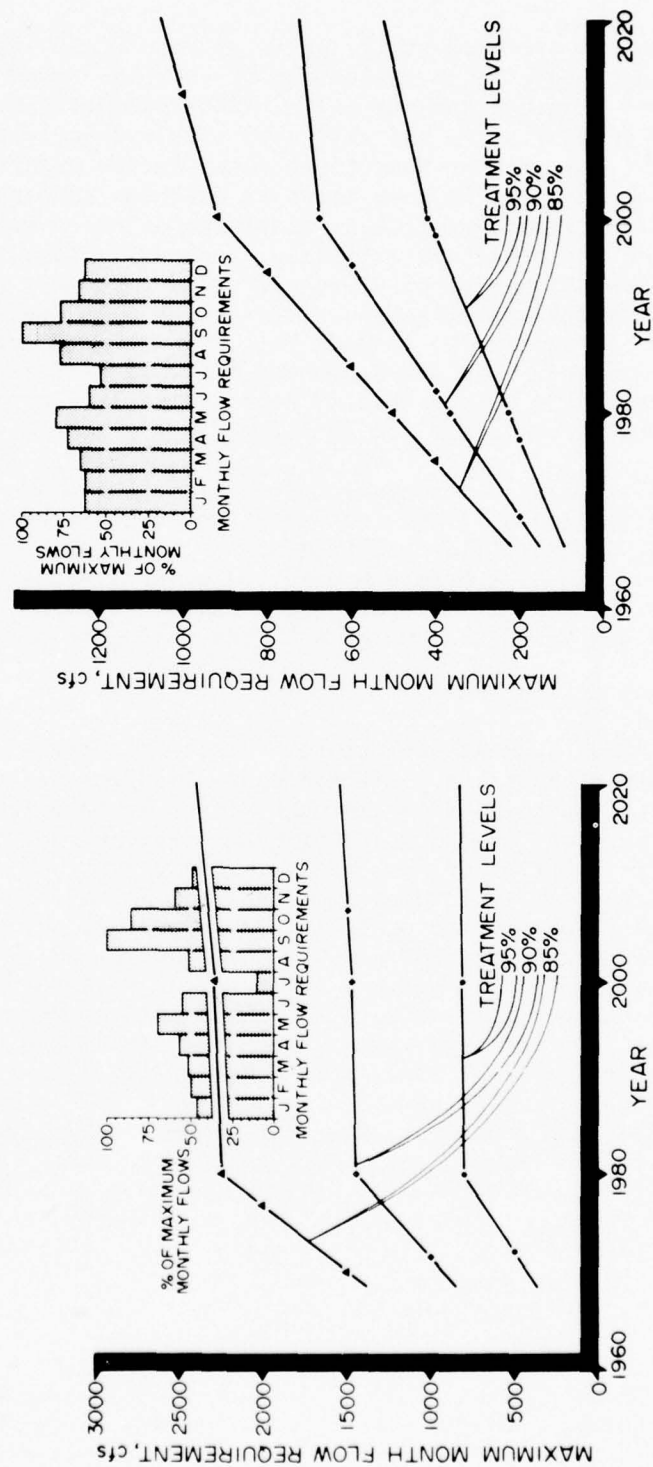 MAXIMUM MONTH FLOW REQUIREMENT, cfs
3000
2500
2000
1500
1000
500
0
% OF MAXIMUM
MONTHLY FLOWS
100
75
50
25
0
J F M A M J J A S O N D
MONTHLY FLOW REQUIREMENTS
TREATMENT LEVELS
95%
90%
85%
1960
1980
2000
2020
YEAR
MAXIMUM MONTH FLOW REQUIREMENT, cfs
1200
1000
800
600
400
200
0
% OF MAXIMUM
MONTHLY FLOWS
100
75
50
25
0
J F M A M J J A S O N D
MONTHLY FLOW REQUIREMENTS
TREATMENT LEVELS
95%
90%
85%
1960
1980
2000
2020
YEAR